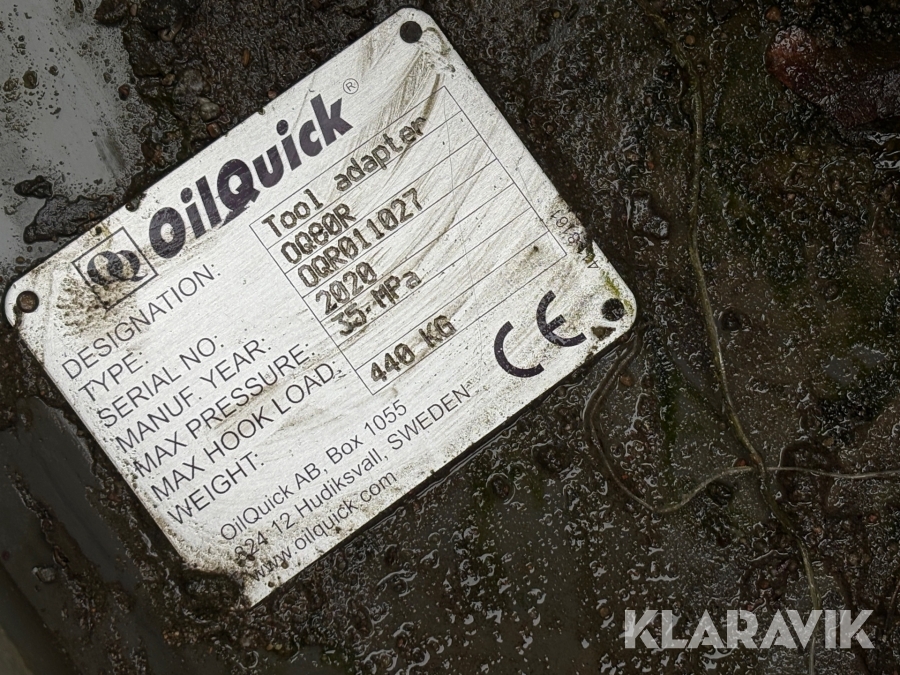 OilQuick®
DESIGNATION: Tool adapter
TYPE: OQ80R
SERIAL NO: OQR011027
MANUF. YEAR: 2020
MAX PRESSURE: 35-MPa
MAX HOOK LOAD:
WEIGHT: 440 KG
CE
OilQuick AB, Box 1055
824 12 Hudiksvall, SWEDEN
www.oilquick.com
KLARAVIK